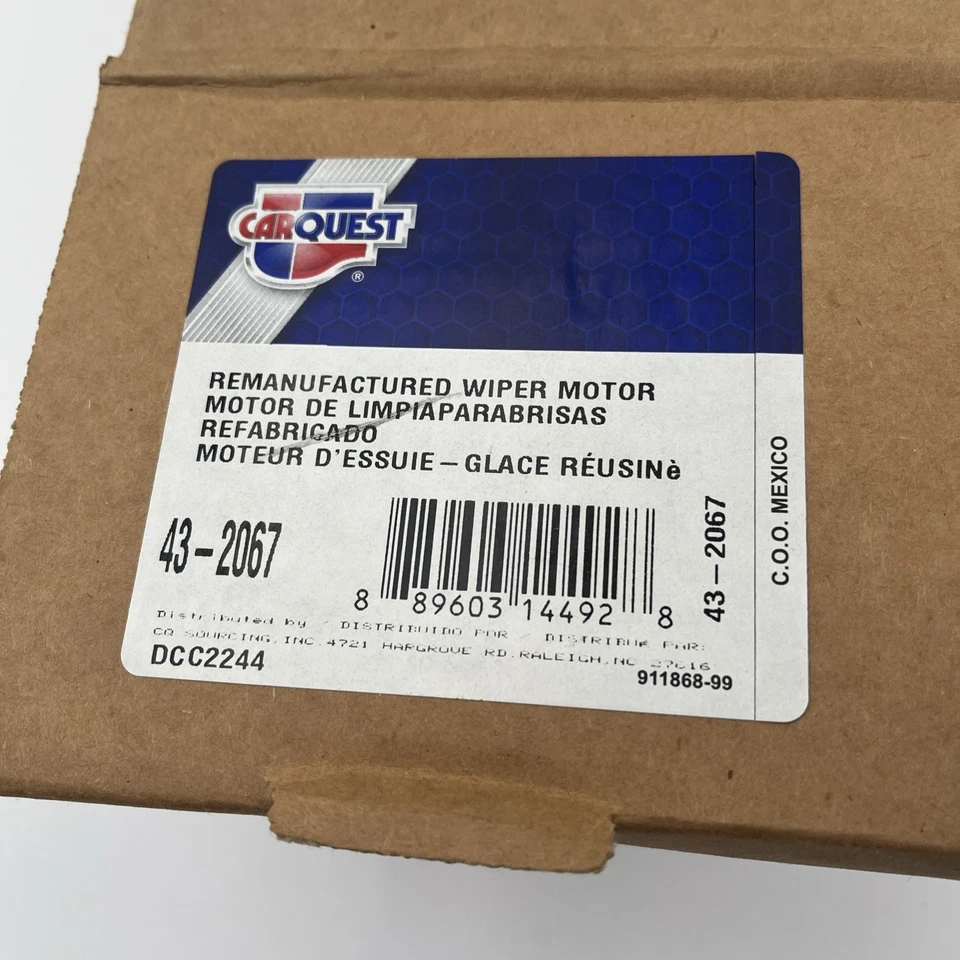 CARQUEST
®
REMANUFACTURED WIPER MOTOR
MOTOR DE LIMPIAPARABRISAS
REFABRICADO
MOTEUR D'ESSUIE-GLACE RÉUSINè
43-2067
8 89603 14492 8
43-2067
C.O.O. MEXICO
Distributed by / DISTRIBUIDO POR / DISTRIBUé PAR:
CQ SOURCING, INC. 4721 HARGROVE RD. RALEIGH, NC 27616
DCC2244
911868-99